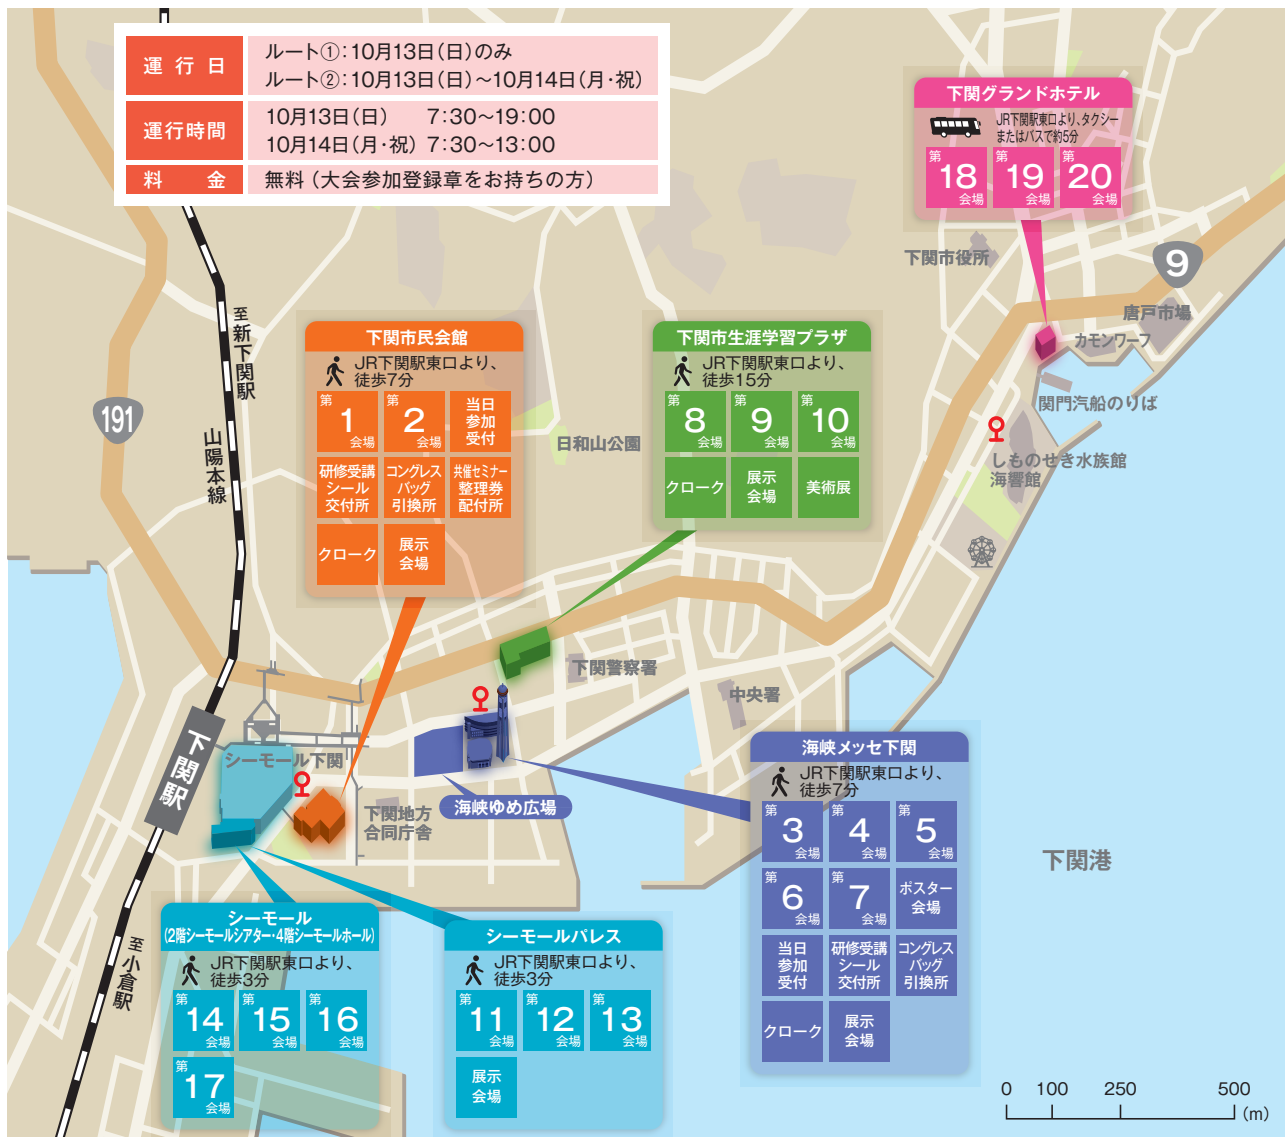 運行日
ルート①：10月13日（日）のみ
ルート②：10月13日（日）～10月14日（月・祝）
運行時間
10月13日（日） 7:30～19:00
10月14日（月・祝） 7:30～13:00
料金
無料（大会参加登録章をお持ちの方）
下関グランドホテル
JR下関駅東口より、タクシー
またはバスで約5分
第18会場
第19会場
第20会場
下関市役所
9
唐戸市場
カモンワーフ
関門汽船のりば
しものせき水族館
海響館
至新下関駅
191
山陽本線
下関市民会館
JR下関駅東口より、
徒歩7分
第1会場
第2会場
当日
参加
受付
研修受講
シール
交付所
コングレス
バッグ
引換所
共催セミナー
整理券
配付所
クローク
展示
会場
日和山公園
下関市生涯学習プラザ
JR下関駅東口より、
徒歩15分
第8会場
第9会場
第10会場
クローク
展示
会場
美術展
下関警察署
中央署
下関駅
シーモール下関
下関地方
合同庁舎
海峡ゆめ広場
海峡メッセ下関
JR下関駅東口より、
徒歩7分
第3会場
第4会場
第5会場
第6会場
第7会場
ポスター
会場
当日
参加
受付
研修受講
シール
交付所
コングレス
バッグ
引換所
クローク
展示
会場
下関港
至小倉駅
シーモール
（2階シーモールシアター・4階シーモールホール）
JR下関駅東口より、
徒歩3分
第14会場
第15会場
第16会場
第17会場
シーモールパレス
JR下関駅東口より、
徒歩3分
第11会場
第12会場
第13会場
展示
会場
0 100 250 500
(m)